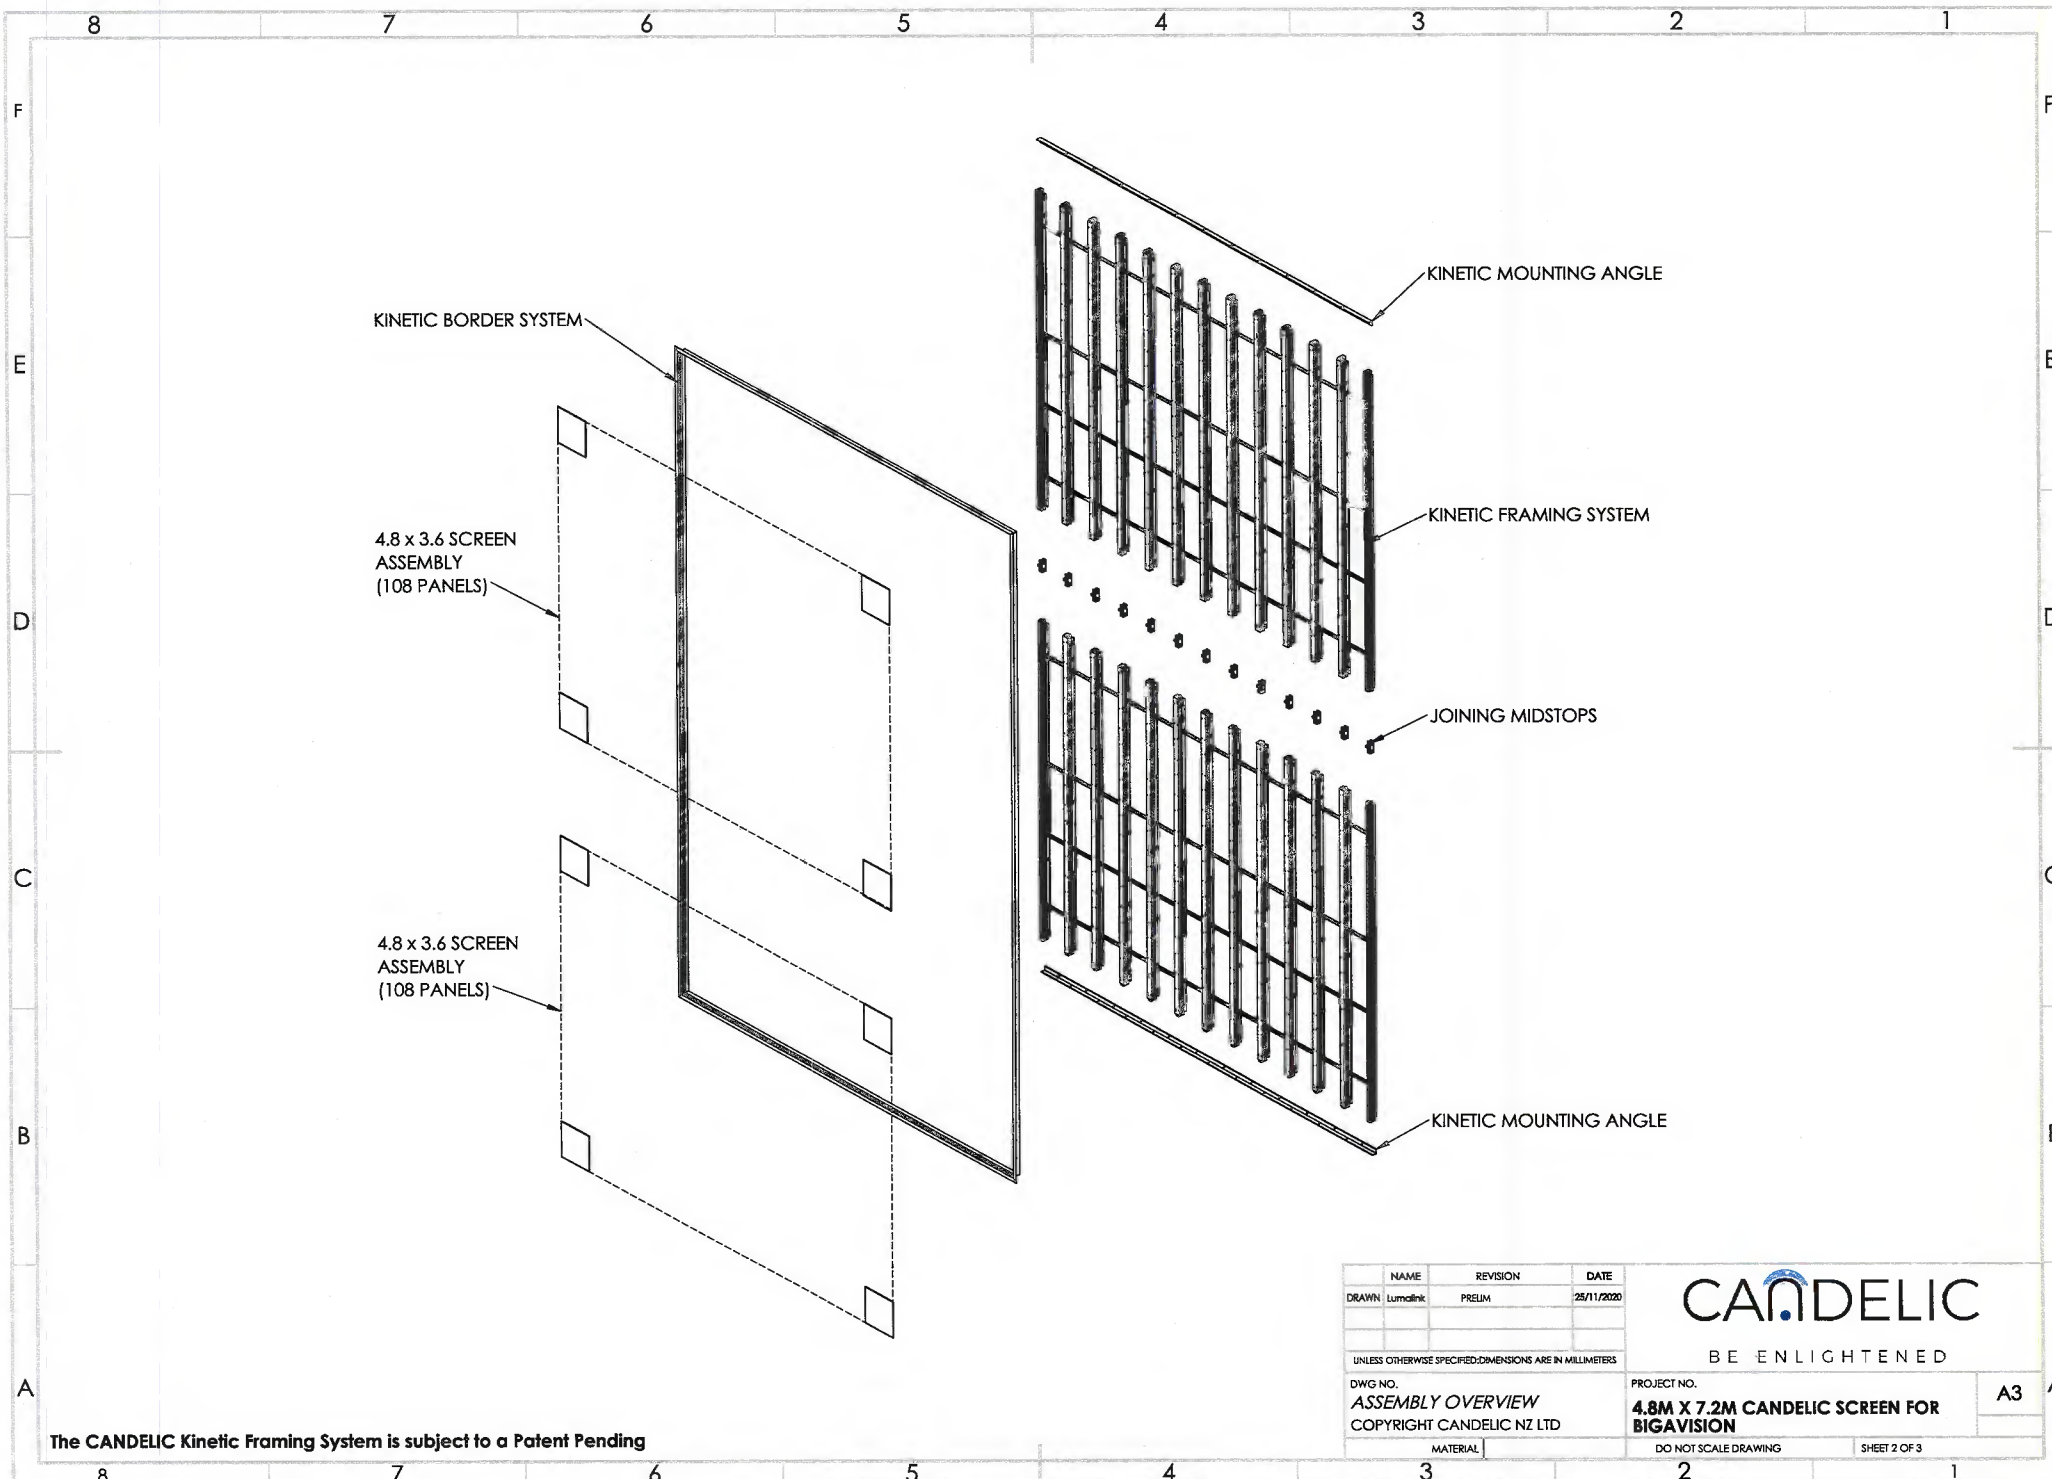 8 7 6 5 4 3 2 1
F
F
KINETIC MOUNTING ANGLE
KINETIC BORDER SYSTEM
E
KINETIC FRAMING SYSTEM
4.8 x 3.6 SCREEN
ASSEMBLY
(108 PANELS)
D
JOINING MIDSTOPS
C
4.8 x 3.6 SCREEN
ASSEMBLY
(108 PANELS)
KINETIC MOUNTING ANGLE
B
NAME REVISION DATE
DRAWN Lumalink PRELIM 25/11/2020
UNLESS OTHERWISE SPECIFIED:DIMENSIONS ARE IN MILLIMETERS
CANDELIC
BE ENLIGHTENED
A
DWG NO.
ASSEMBLY OVERVIEW
COPYRIGHT CANDELIC NZ LTD
PROJECT NO.
4.8M X 7.2M CANDELIC SCREEN FOR
BIGAVISION
A3
MATERIAL
DO NOT SCALE DRAWING
SHEET 2 OF 3
The CANDELIC Kinetic Framing System is subject to a Patent Pending
8 7 6 5 4 3 2 1